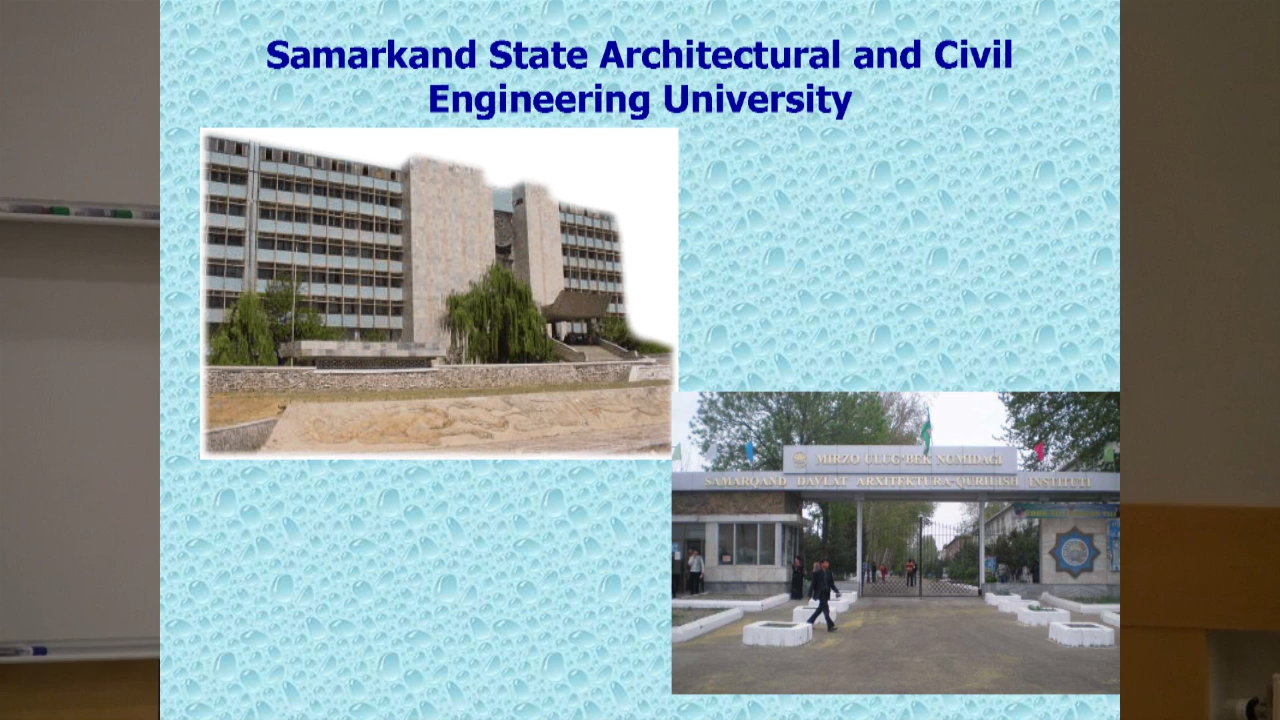 Samarkand State Architectural and Civil
Engineering University
MIRZO ULUG'BEK NOMIDAGI
SAMARQAND DAVLAT ARXITEKTURA-QURILISH INSTITUTI